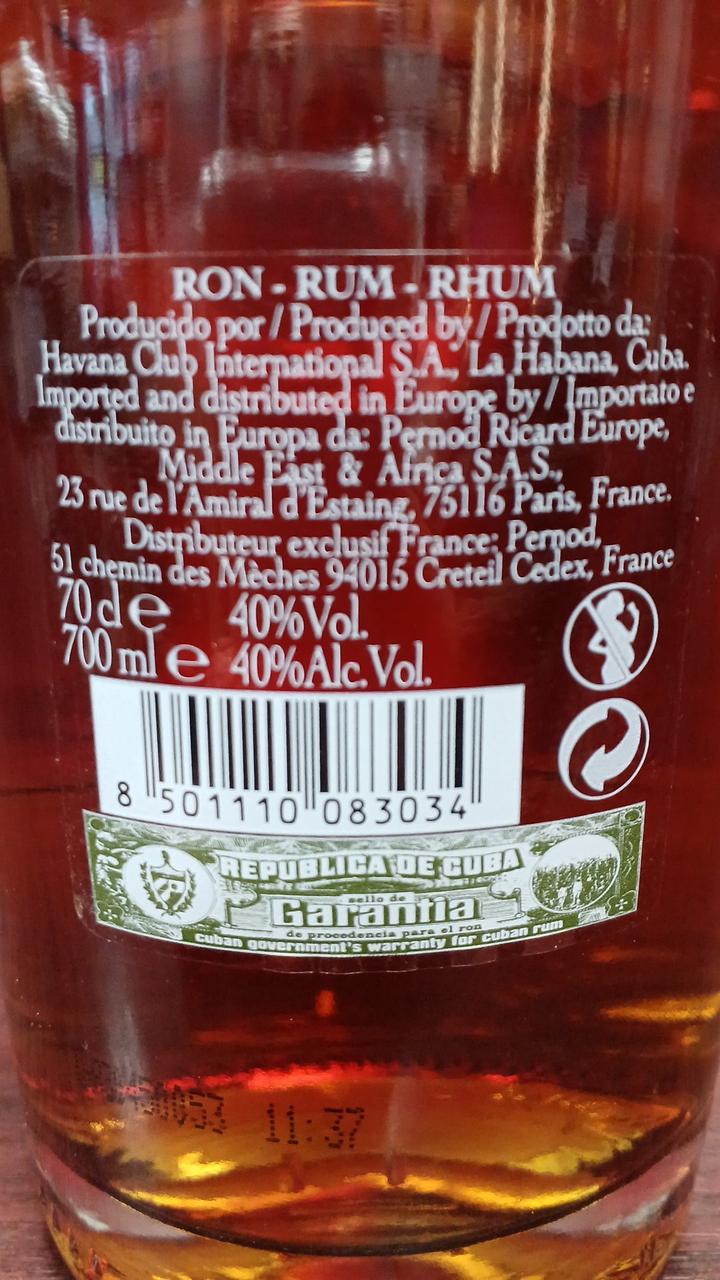 RON - RUM - RHUM
Producido por / Produced by / Prodotto da:
Havana Club International S.A., La Habana, Cuba.
Imported and distributed in Europe by / Importato e
distribuito in Europa da: Pernod Ricard Europe,
Middle East & Africa S.A.S.,
23 rue de l'Amiral d'Estaing, 75116 Paris, France.
Distributeur exclusif France: Pernod,
51 chemin des Mèches 94015 Creteil Cedex, France
70 cl e 40%Vol.
700 ml e 40%Alc.Vol.
8 501110 083034
REPUBLICA DE CUBA
sello de
Garantia
de procedencia para el ron
cuban government's warranty for cuban rum